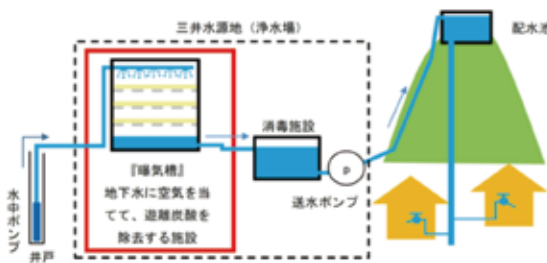 三井水源地（浄水場）
配水池
消毒施設
『曝気槽』
地下水に空気を当
てて、遊離炭酸を
除去する施設
P
送水ポンプ
水中ポンプ
井戸